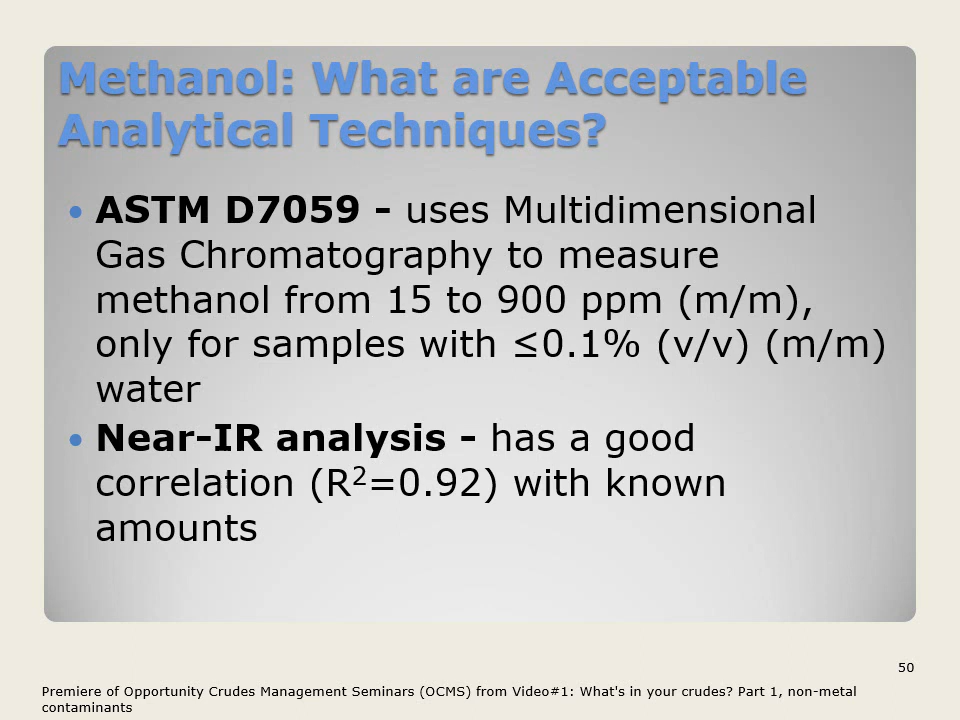 Methanol: What are Acceptable
Analytical Techniques?
• ASTM D7059 - uses Multidimensional
Gas Chromatography to measure
methanol from 15 to 900 ppm (m/m),
only for samples with ≤0.1% (v/v) (m/m)
water
• Near-IR analysis - has a good
correlation (R²=0.92) with known
amounts
50
Premiere of Opportunity Crudes Management Seminars (OCMS) from Video#1: What's in your crudes? Part 1, non-metal
contaminants